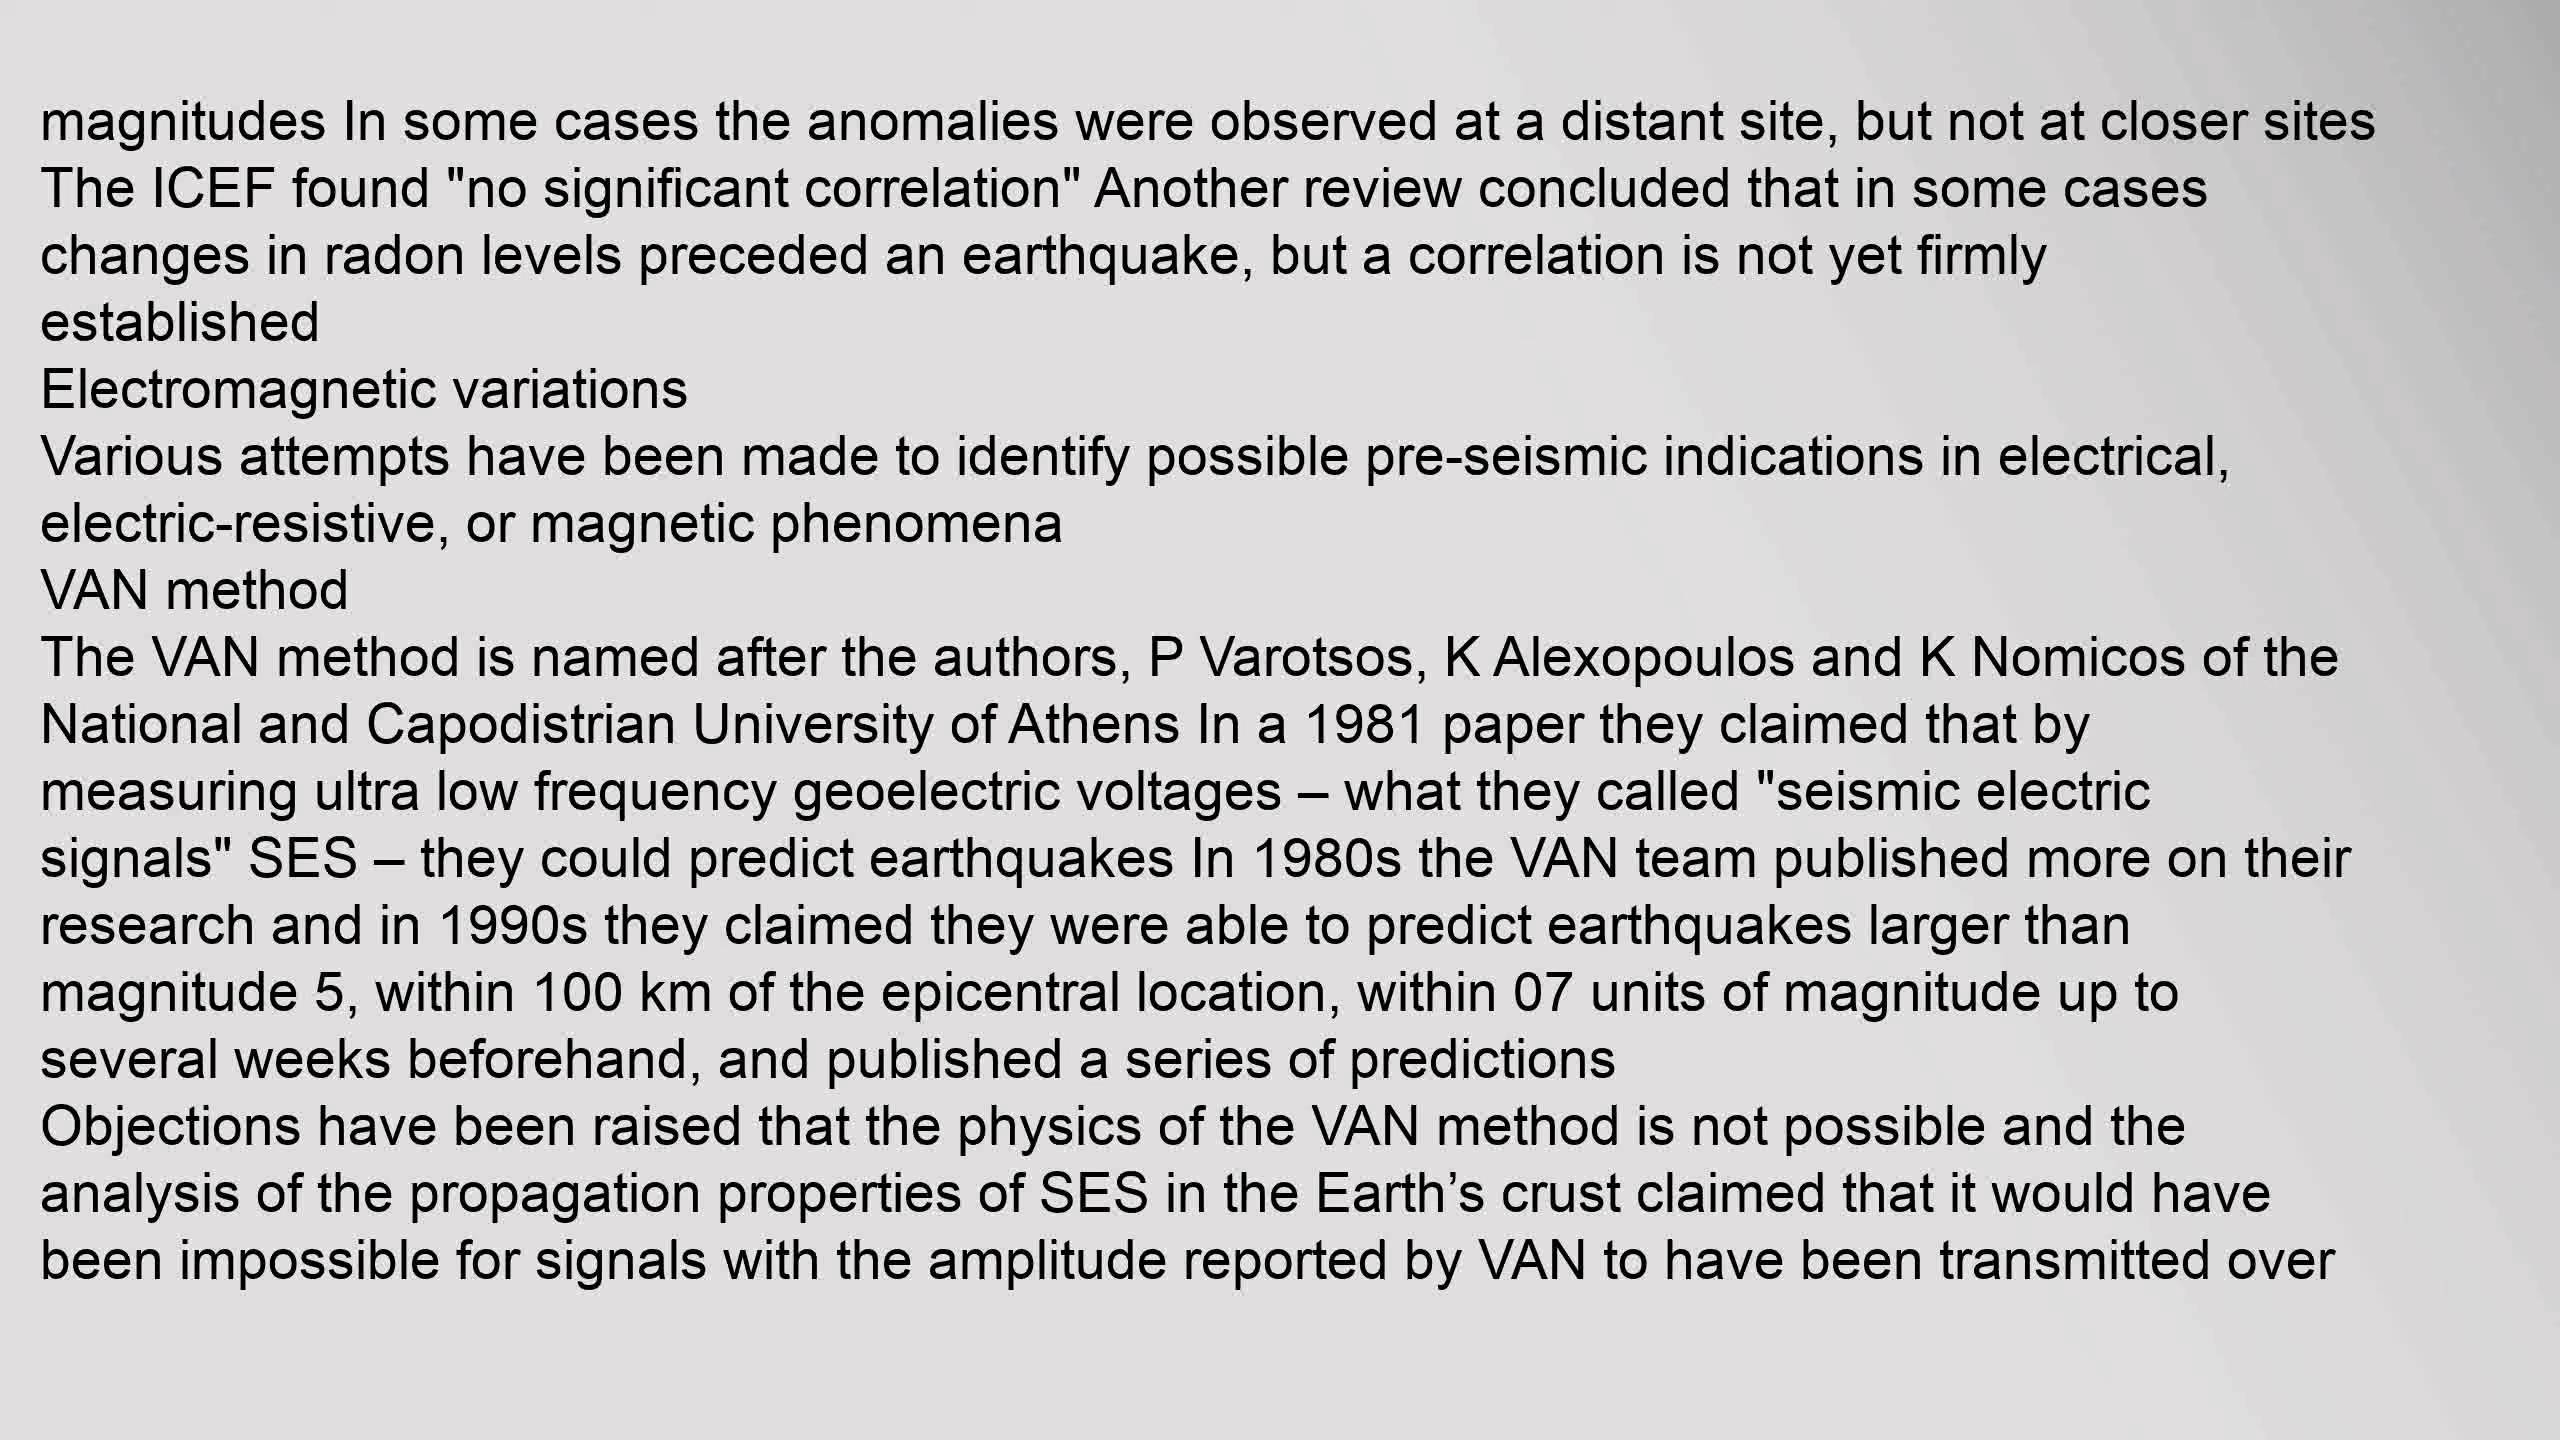 magnitudes In some cases the anomalies were observed at a distant site, but not at closer sites
The ICEF found "no significant correlation" Another review concluded that in some cases
changes in radon levels preceded an earthquake, but a correlation is not yet firmly
established
Electromagnetic variations
Various attempts have been made to identify possible pre-seismic indications in electrical,
electric-resistive, or magnetic phenomena
VAN method
The VAN method is named after the authors, P Varotsos, K Alexopoulos and K Nomicos of the
National and Capodistrian University of Athens In a 1981 paper they claimed that by
measuring ultra low frequency geoelectric voltages – what they called "seismic electric
signals" SES – they could predict earthquakes In 1980s the VAN team published more on their
research and in 1990s they claimed they were able to predict earthquakes larger than
magnitude 5, within 100 km of the epicentral location, within 07 units of magnitude up to
several weeks beforehand, and published a series of predictions
Objections have been raised that the physics of the VAN method is not possible and the
analysis of the propagation properties of SES in the Earth’s crust claimed that it would have
been impossible for signals with the amplitude reported by VAN to have been transmitted over